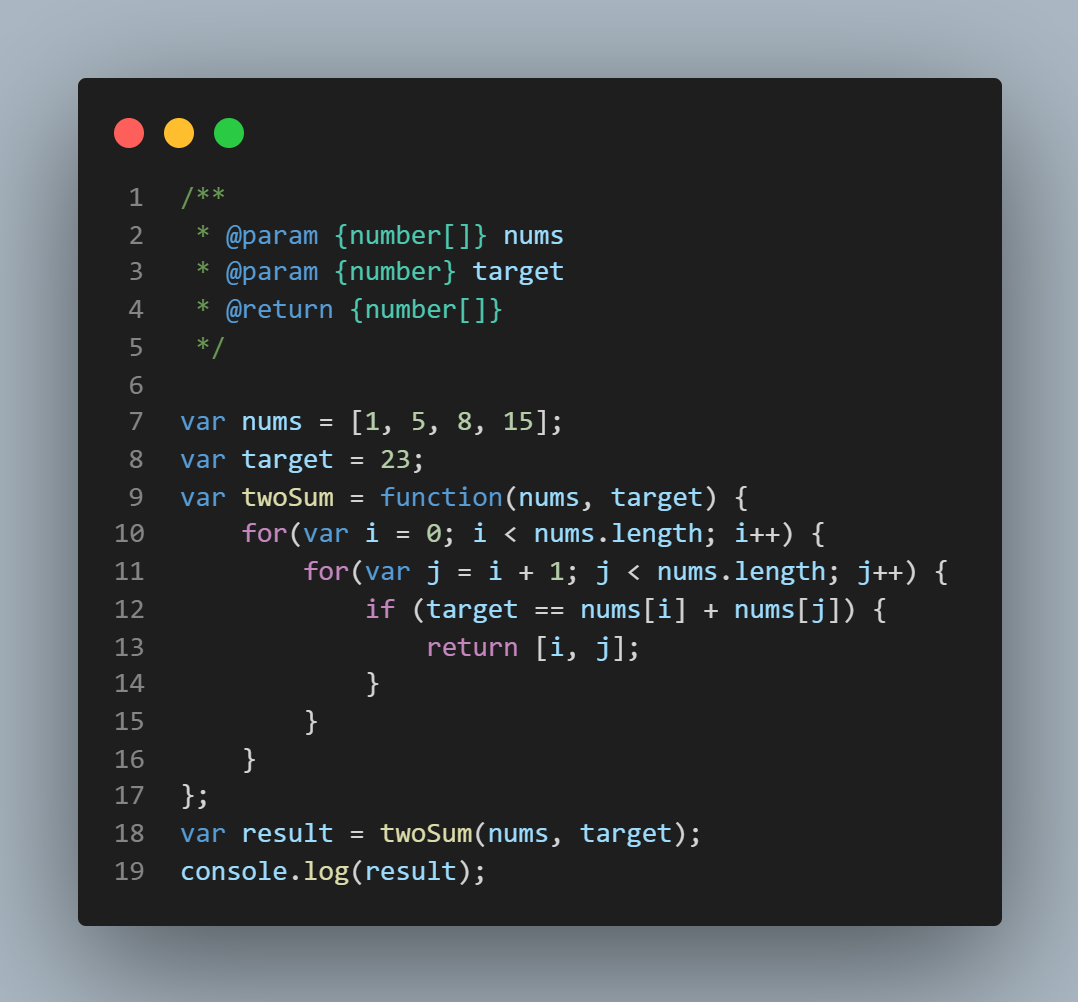 1 /**
2  * @param {number[]} nums
3  * @param {number} target
4  * @return {number[]}
5  */
6
7 var nums = [1, 5, 8, 15];
8 var target = 23;
9 var twoSum = function(nums, target) {
10     for(var i = 0; i < nums.length; i++) {
11         for(var j = i + 1; j < nums.length; j++) {
12             if (target == nums[i] + nums[j]) {
13                 return [i, j];
14             }
15         }
16     }
17 };
18 var result = twoSum(nums, target);
19 console.log(result);